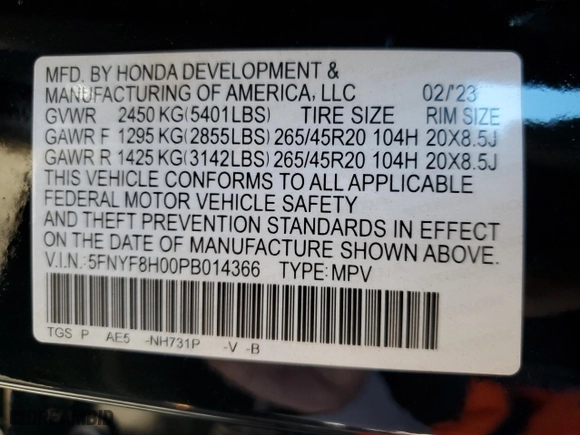 MFD. BY HONDA DEVELOPMENT &
MANUFACTURING OF AMERICA, LLC 02/'23
GVWR 2450 KG(5401LBS) TIRE SIZE RIM SIZE
GAWR F 1295 KG(2855LBS) 265/45R20 104H 20X8.5J
GAWR R 1425 KG(3142LBS) 265/45R20 104H 20X8.5J
THIS VEHICLE CONFORMS TO ALL APPLICABLE
FEDERAL MOTOR VEHICLE SAFETY
AND THEFT PREVENTION STANDARDS IN EFFECT
ON THE DATE OF MANUFACTURE SHOWN ABOVE.
V.I.N.:5FNYF8H00PB014366 TYPE:MPV
TGS P AE5 -NH731P -V -B